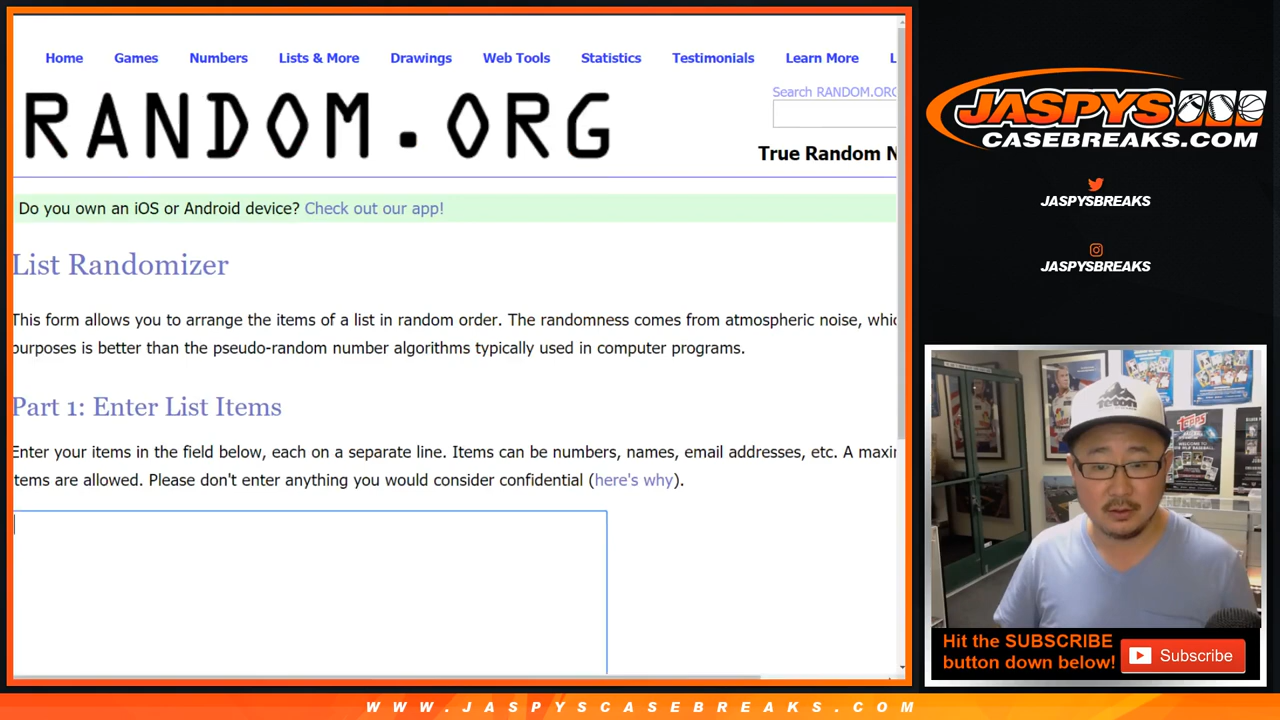 Home Games Numbers Lists & More Drawings Web Tools Statistics Testimonials Learn More L
Search RANDOM.ORG
RANDOM.ORG
True Random N
Do you own an iOS or Android device? Check out our app!
List Randomizer
This form allows you to arrange the items of a list in random order. The randomness comes from atmospheric noise, whic
purposes is better than the pseudo-random number algorithms typically used in computer programs.
Part 1: Enter List Items
Enter your items in the field below, each on a separate line. Items can be numbers, names, email addresses, etc. A maxi
tems are allowed. Please don't enter anything you would consider confidential (here's why).
JASPYS
CASEBREAKS.COM
JASPYSBREAKS
JASPYSBREAKS
Topps
Hit the SUBSCRIBE
button down below!
Subscribe
WWW.JASPYSCASEBREAKS.COM